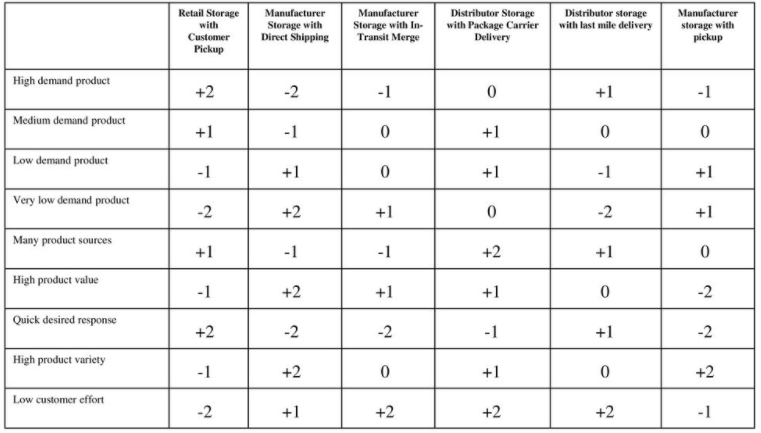 Retail Storage with Customer Pickup
Manufacturer Storage with Direct Shipping
Manufacturer Storage with In-Transit Merge
Distributor Storage with Package Carrier Delivery
Distributor storage with last mile delivery
Manufacturer storage with pickup
High demand product +2 -2 -1 0 +1 -1
Medium demand product +1 -1 0 +1 0 0
Low demand product -1 +1 0 +1 -1 +1
Very low demand product -2 +2 +1 0 -2 +1
Many product sources +1 -1 -1 +2 +1 0
High product value -1 +2 +1 +1 0 -2
Quick desired response +2 -2 -2 -1 +1 -2
High product variety -1 +2 0 +1 0 +2
Low customer effort -2 +1 +2 +2 +2 -1